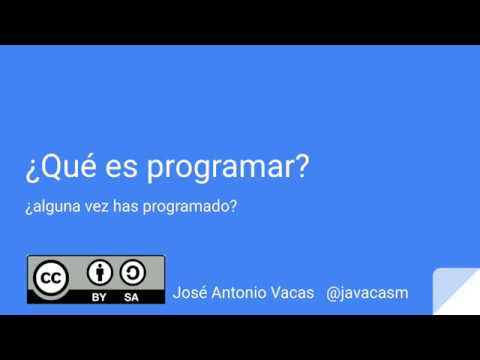 ¿Qué es programar?
¿alguna vez has programado?
CC BY SA
José Antonio Vacas @javacasm